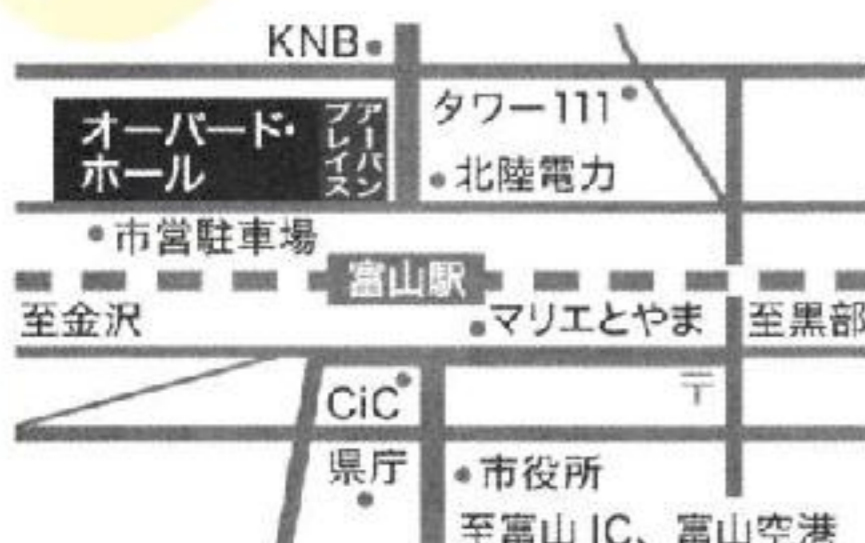 KNB
タワー111
オーバード・
ホール
アーバン
プレイス
北陸電力
市営駐車場
富山駅
至金沢
マリエとやま
至黒部
〒
CiC
県庁
市役所
至富山IC、富山空港